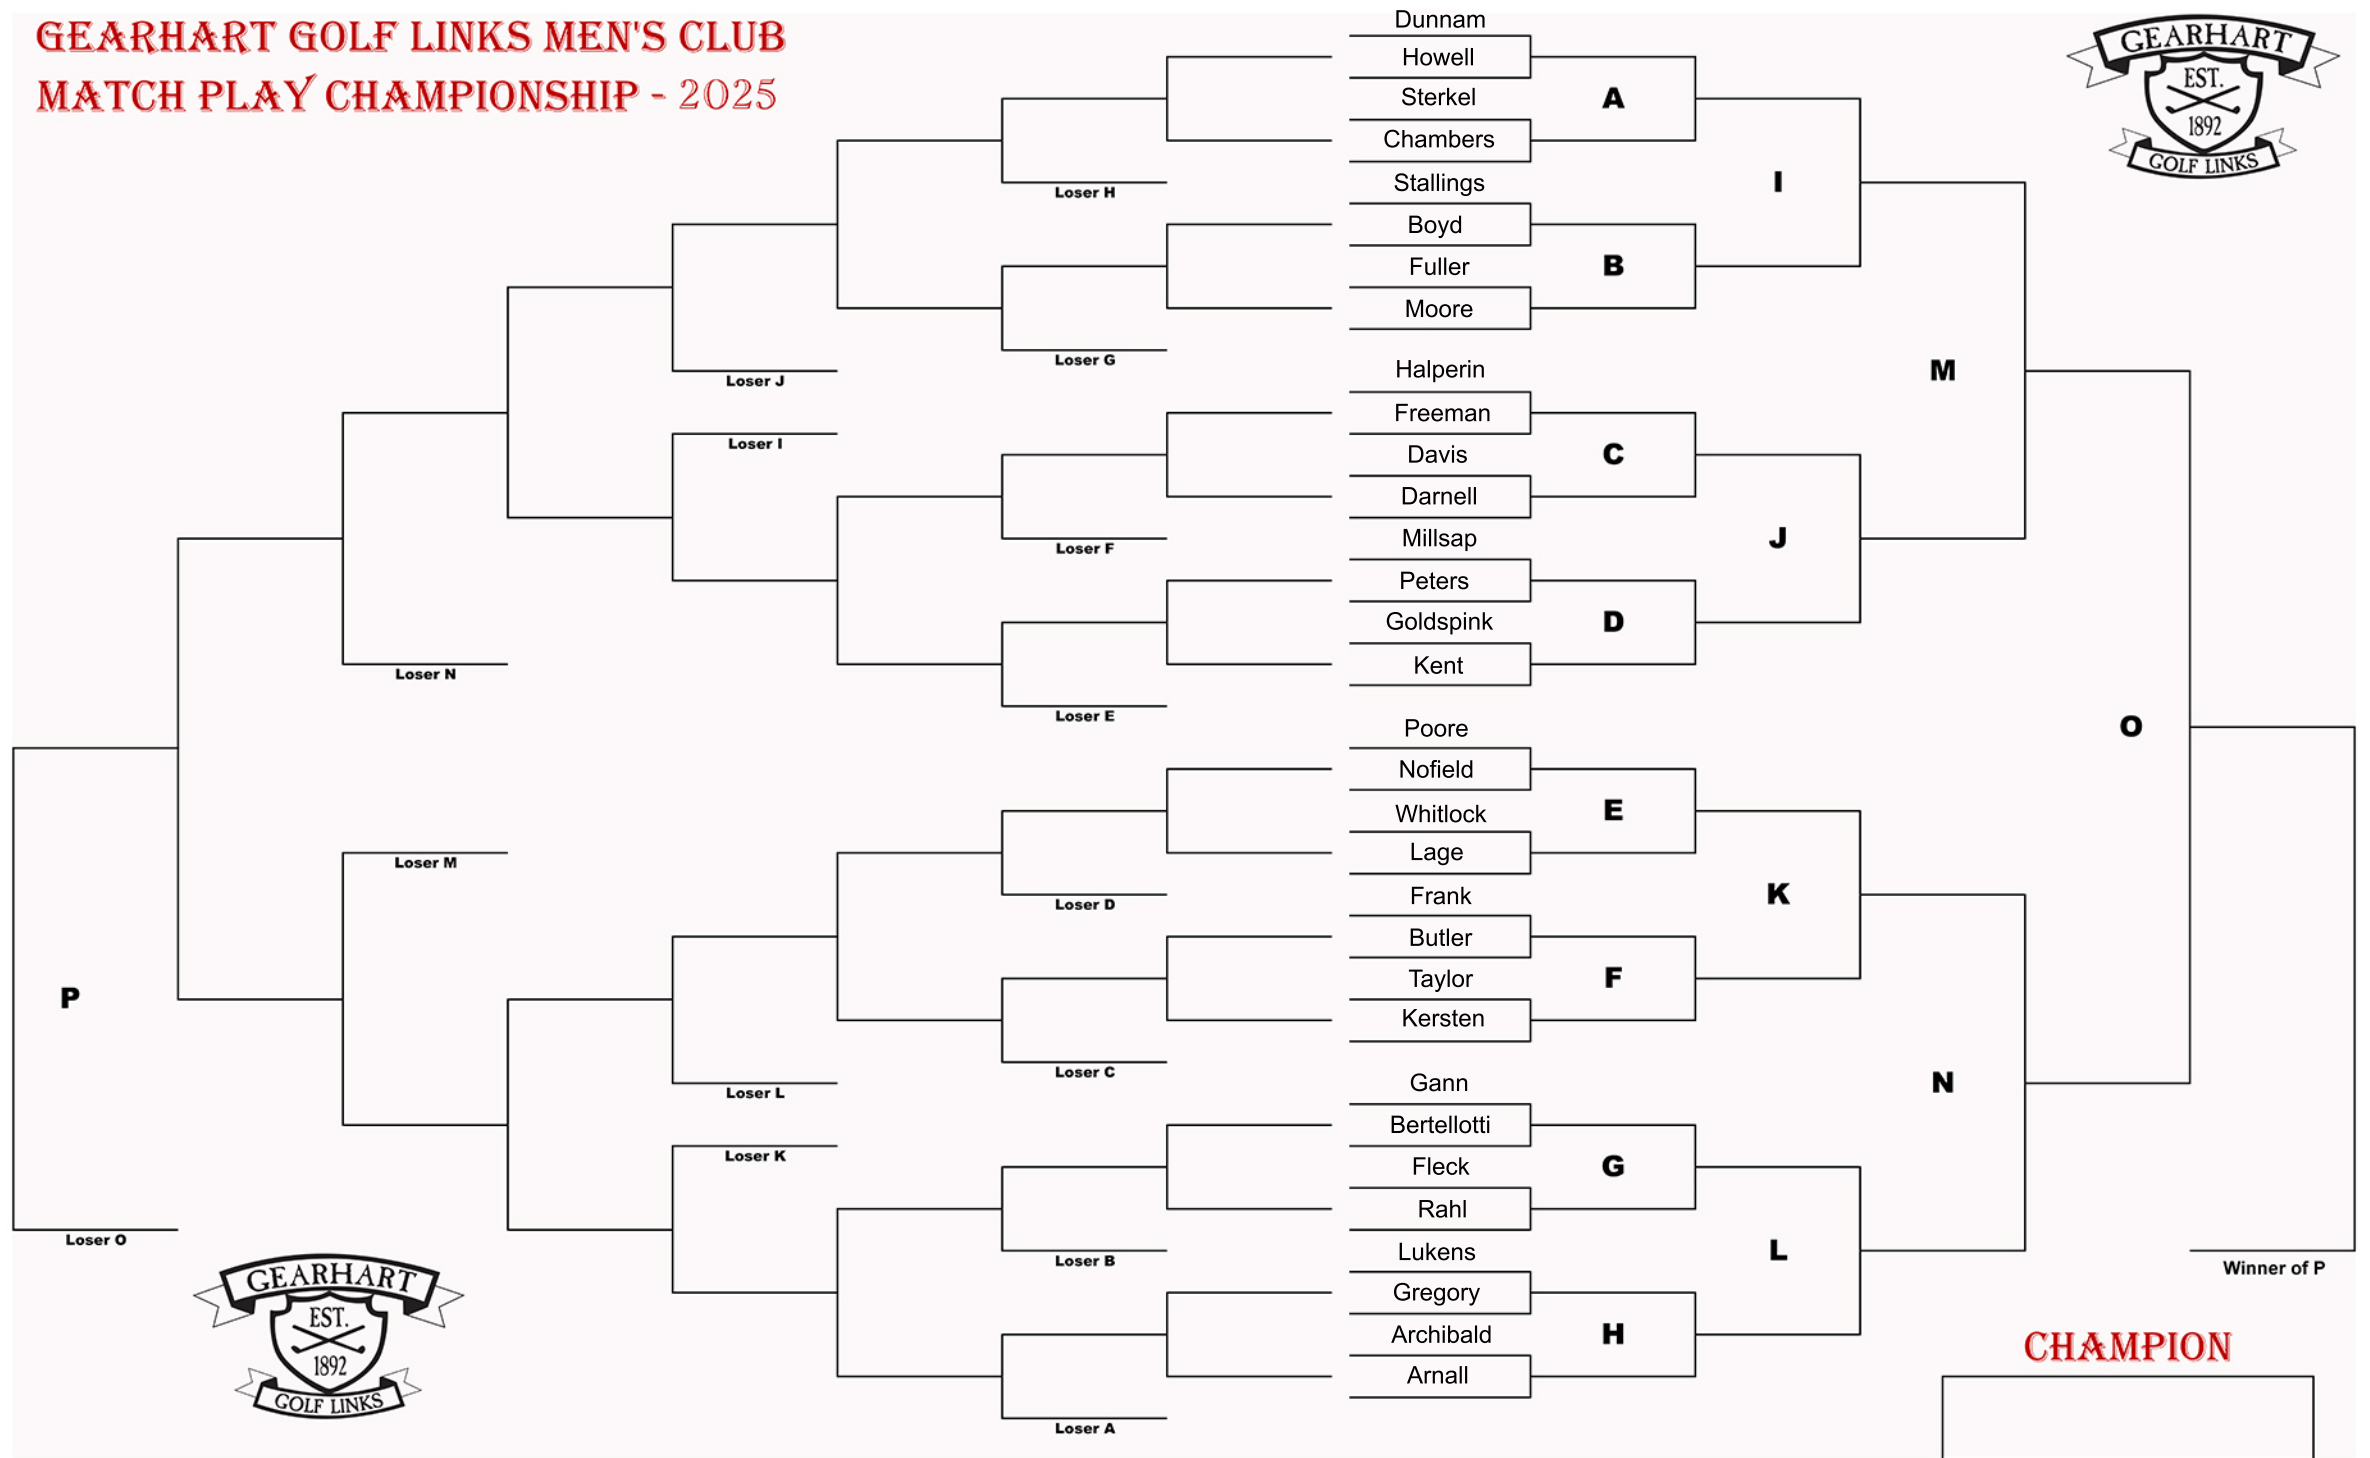 GEARHART GOLF LINKS MEN'S CLUB
MATCH PLAY CHAMPIONSHIP - 2025
GEARHART
EST.
1892
GOLF LINKS
Dunnam
Howell
Sterkel
A
Chambers
Stallings
I
Loser H
Boyd
Fuller
B
Moore
Loser G
Halperin
M
Loser J
Freeman
Loser I
Davis
C
Darnell
Millsap
J
Loser F
Peters
Goldspink
D
Kent
Loser N
Loser E
Poore
O
Nofield
Whitlock
E
Lage
Loser M
Frank
K
Loser D
Butler
Taylor
F
P
Kersten
Loser C
Gann
N
Loser L
Bertellotti
Loser K
Fleck
G
Rahl
Loser O
Lukens
L
Loser B
Winner of P
Gregory
Archibald
H
Arnall
Loser A
GEARHART
EST.
1892
GOLF LINKS
CHAMPION